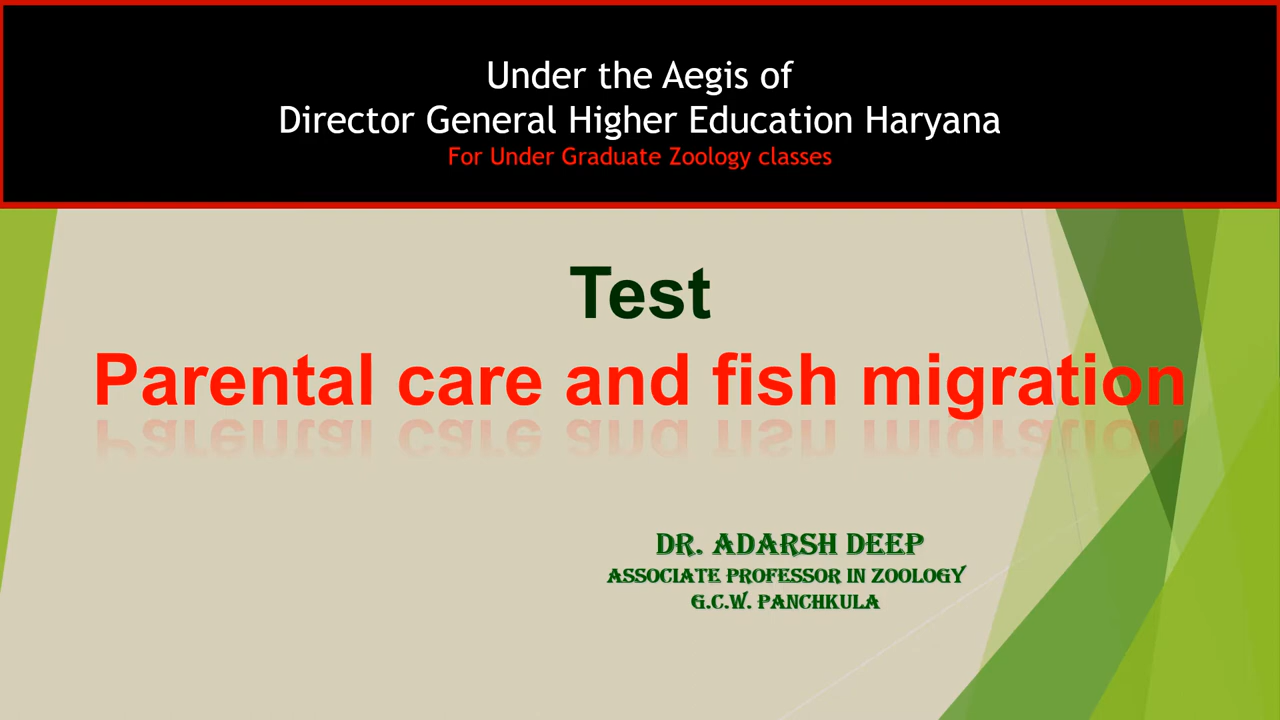 Under the Aegis of
Director General Higher Education Haryana
For Under Graduate Zoology classes
Test
Parental care and fish migration
DR. ADARSH DEEP
ASSOCIATE PROFESSOR IN ZOOLOGY
G.C.W. PANCHKULA